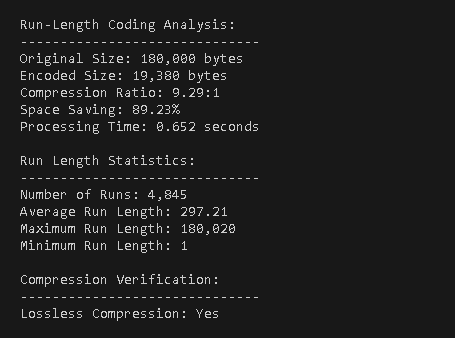 Run-Length Coding Analysis:
------------------------------
Original Size: 180,000 bytes
Encoded Size: 19,380 bytes
Compression Ratio: 9.29:1
Space Saving: 89.23%
Processing Time: 0.652 seconds
Run Length Statistics:
------------------------------
Number of Runs: 4,845
Average Run Length: 297.21
Maximum Run Length: 180,020
Minimum Run Length: 1
Compression Verification:
------------------------------
Lossless Compression: Yes